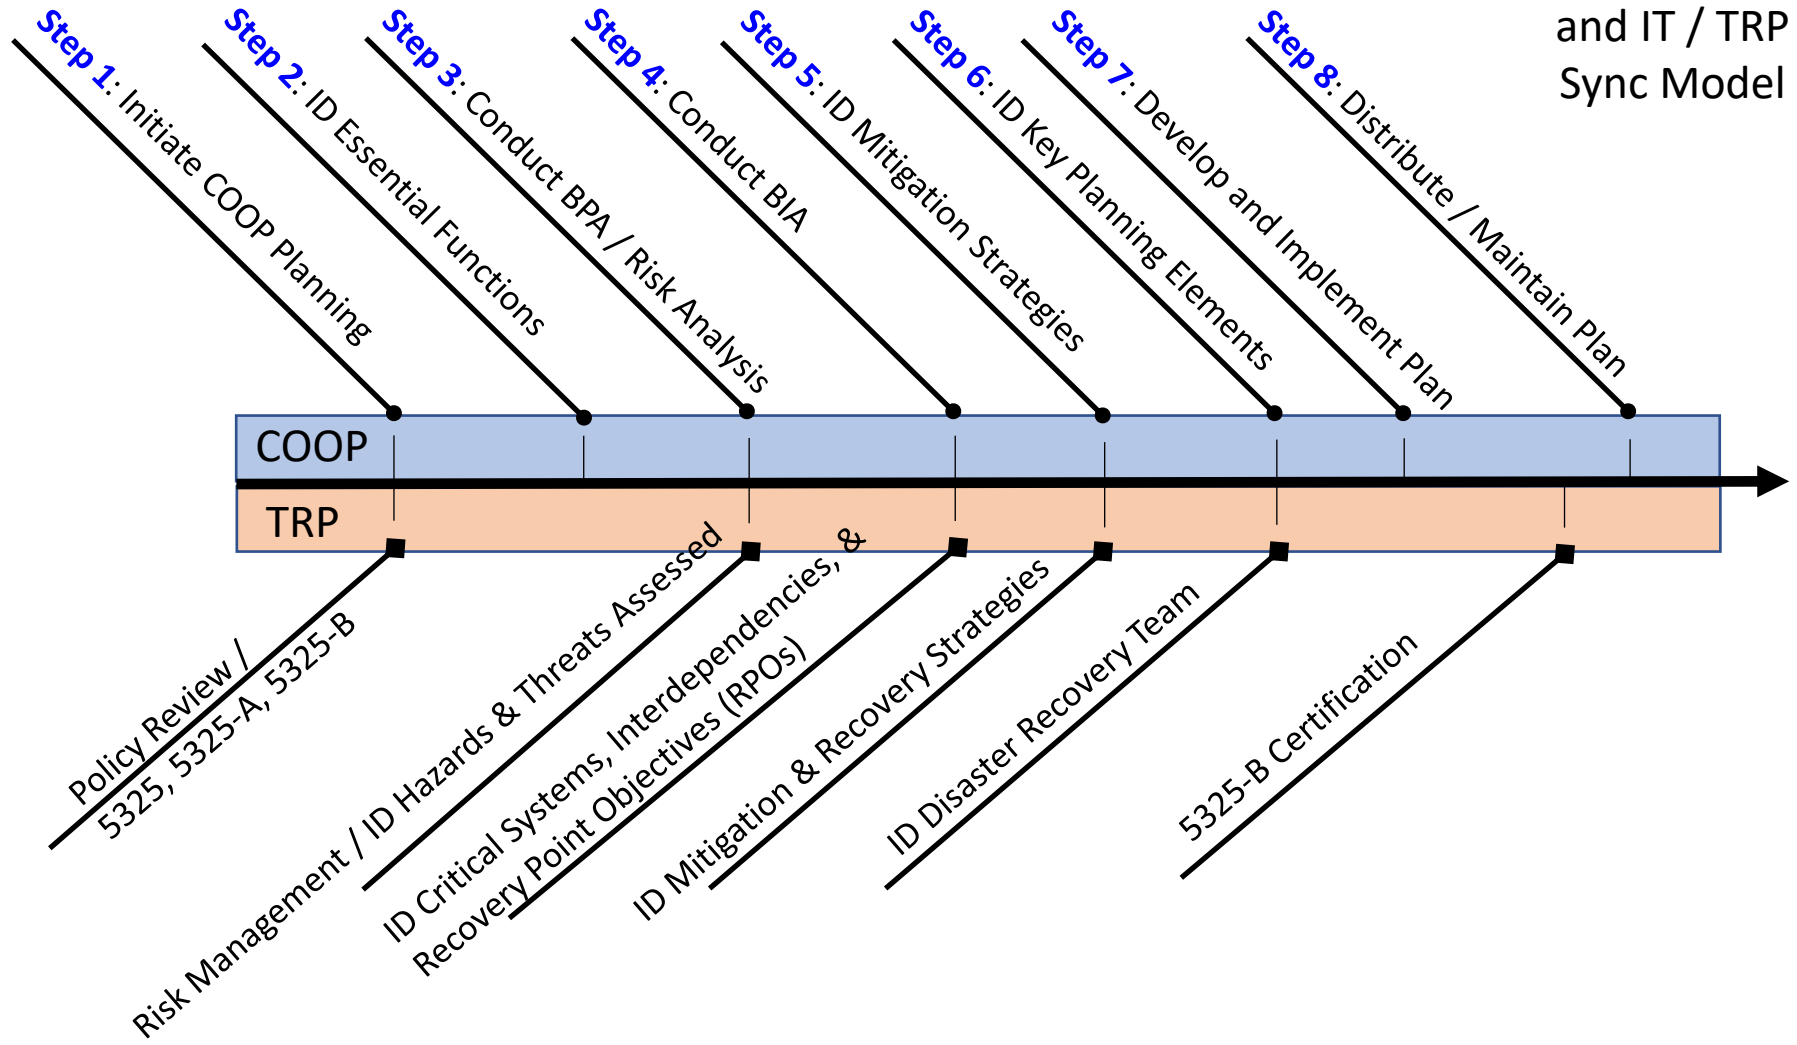 and IT / TRP
Sync Model
Step 1: Initiate COOP Planning
Step 2: ID Essential Functions
Step 3: Conduct BPA / Risk Analysis
Step 4: Conduct BIA
Step 5: ID Mitigation Strategies
Step 6: ID Key Planning Elements
Step 7: Develop and Implement Plan
Step 8: Distribute / Maintain Plan
COOP
TRP
Policy Review /
5325, 5325-A, 5325-B
Risk Management / ID Hazards & Threats Assessed
ID Critical Systems, Interdependencies, &
Recovery Point Objectives (RPOs)
ID Mitigation & Recovery Strategies
ID Disaster Recovery Team
5325-B Certification